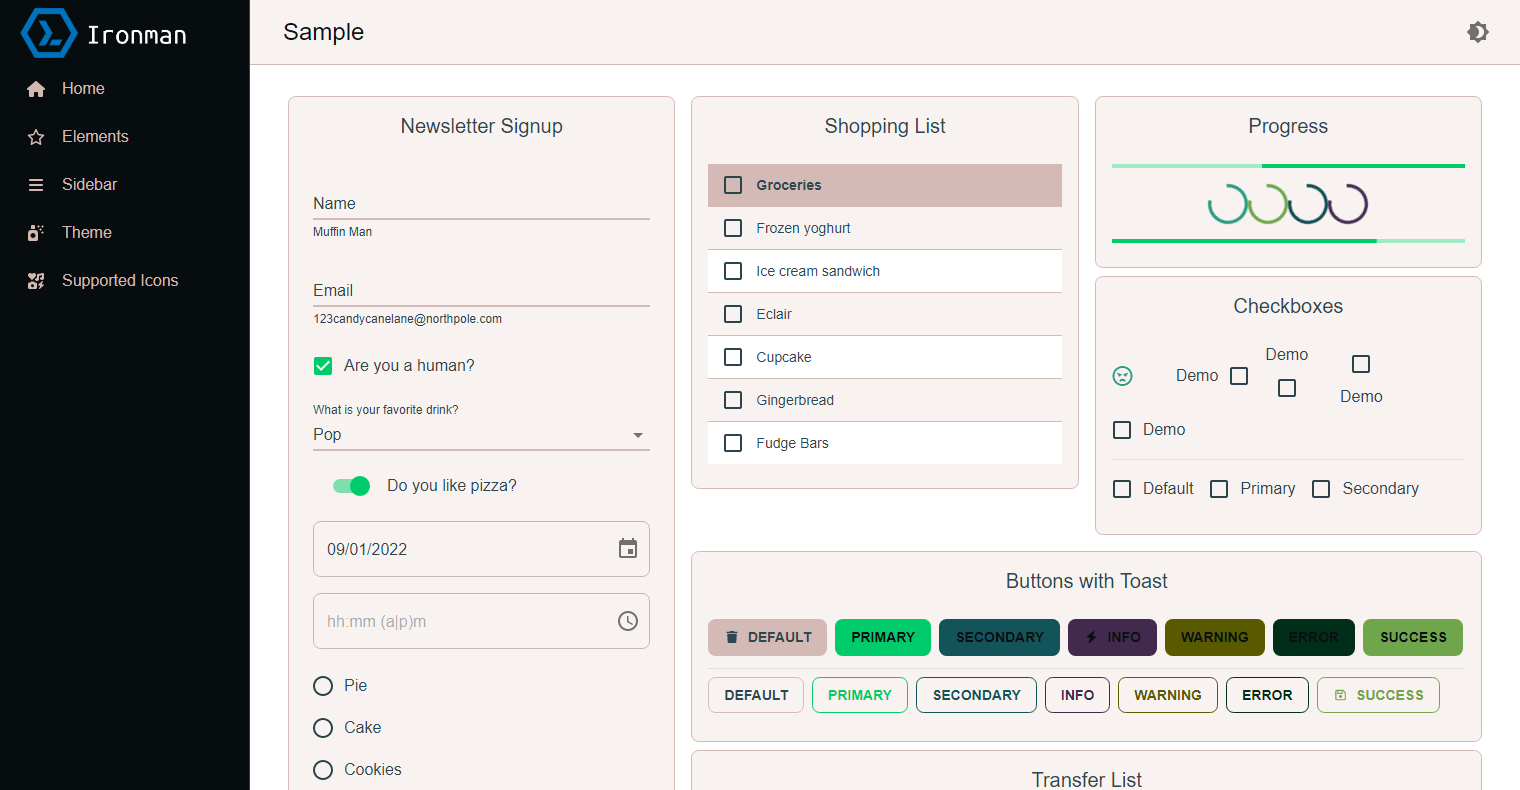 Ironman
Home
Elements
Sidebar
Theme
Supported Icons
Sample
Newsletter Signup
Name
Muffin Man
Email
123candycanelane@northpole.com
Are you a human?
What is your favorite drink?
Pop
Do you like pizza?
09/01/2022
hh:mm (a|p)m
Pie
Cake
Cookies
Shopping List
Groceries
Frozen yoghurt
Ice cream sandwich
Eclair
Cupcake
Gingerbread
Fudge Bars
Progress
Checkboxes
Demo
Demo
Demo
Demo
Default Primary Secondary
Buttons with Toast
DEFAULT PRIMARY SECONDARY INFO WARNING ERROR SUCCESS
DEFAULT PRIMARY SECONDARY INFO WARNING ERROR SUCCESS
Transfer List